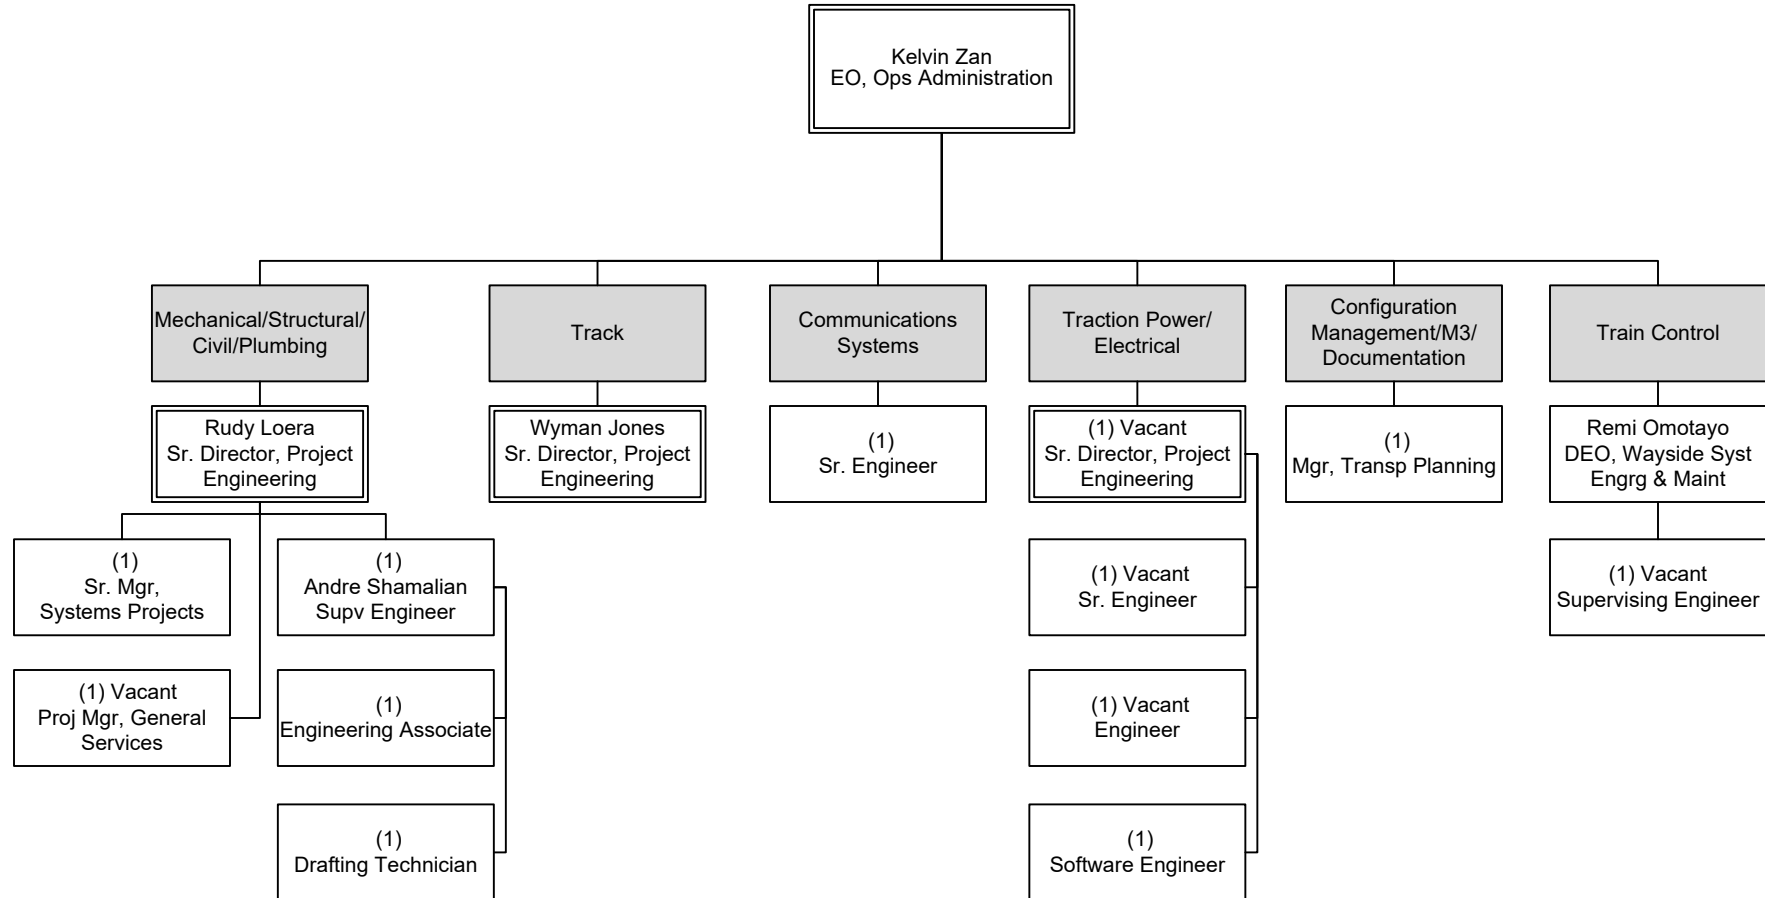 Kelvin Zan
EO, Ops Administration
Mechanical/Structural/
Civil/Plumbing
Track
Communications
Systems
Traction Power/
Electrical
Configuration
Management/M3/
Documentation
Train Control
Rudy Loera
Sr. Director, Project
Engineering
Wyman Jones
Sr. Director, Project
Engineering
(1)
Sr. Engineer
(1) Vacant
Sr. Director, Project
Engineering
(1)
Mgr, Transp Planning
Remi Omotayo
DEO, Wayside Syst
Engrg & Maint
(1)
Sr. Mgr,
Systems Projects
(1)
Andre Shamalian
Supv Engineer
(1) Vacant
Sr. Engineer
(1) Vacant
Supervising Engineer
(1) Vacant
Proj Mgr, General
Services
(1)
Engineering Associate
(1) Vacant
Engineer
(1)
Drafting Technician
(1)
Software Engineer